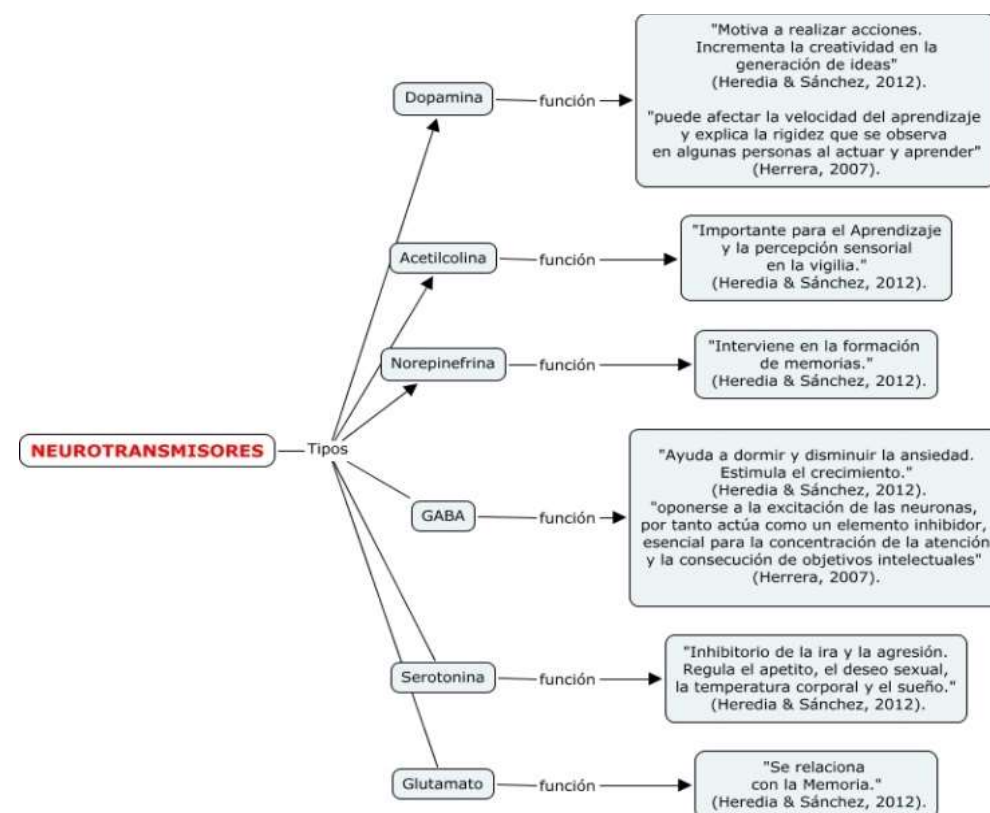 "Motiva a realizar acciones.
Incrementa la creatividad en la
generación de ideas"
(Heredia & Sánchez, 2012).
Dopamina
función
"puede afectar la velocidad del aprendizaje
y explica la rigidez que se observa
en algunas personas al actuar y aprender"
(Herrera, 2007).
Acetilcolina
función
"Importante para el Aprendizaje
y la percepción sensorial
en la vigilia."
(Heredia & Sánchez, 2012).
Norepinefrina
función
"Interviene en la formación
de memorias."
(Heredia & Sánchez, 2012).
NEUROTRANSMISORES
Tipos
GABA
función
"Ayuda a dormir y disminuir la ansiedad.
Estimula el crecimiento."
(Heredia & Sánchez, 2012).
"oponerse a la excitación de las neuronas,
por tanto actúa como un elemento inhibidor,
esencial para la concentración de la atención
y la consecución de objetivos intelectuales"
(Herrera, 2007).
Serotonina
función
"Inhibitorio de la ira y la agresión.
Regula el apetito, el deseo sexual,
la temperatura corporal y el sueño."
(Heredia & Sánchez, 2012).
Glutamato
función
"Se relaciona
con la Memoria."
(Heredia & Sánchez, 2012).